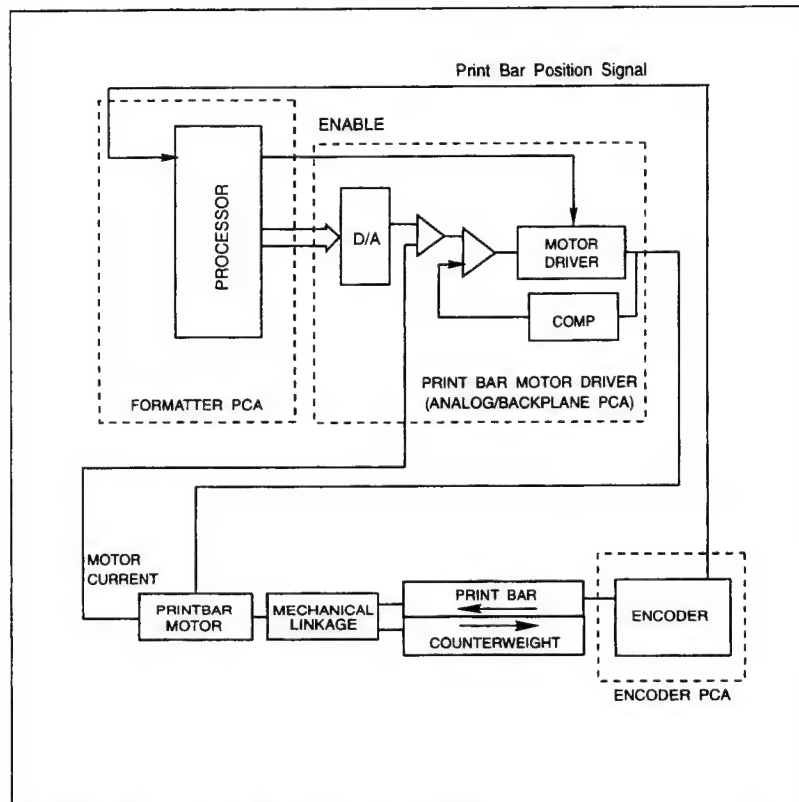 Print Bar Position Signal
ENABLE
PROCESSOR
D/A
MOTOR
DRIVER
COMP
FORMATTER PCA
PRINT BAR MOTOR DRIVER
(ANALOG/BACKPLANE PCA)
MOTOR
CURRENT
PRINTBAR
MOTOR
MECHANICAL
LINKAGE
PRINT BAR
COUNTERWEIGHT
ENCODER
ENCODER PCA